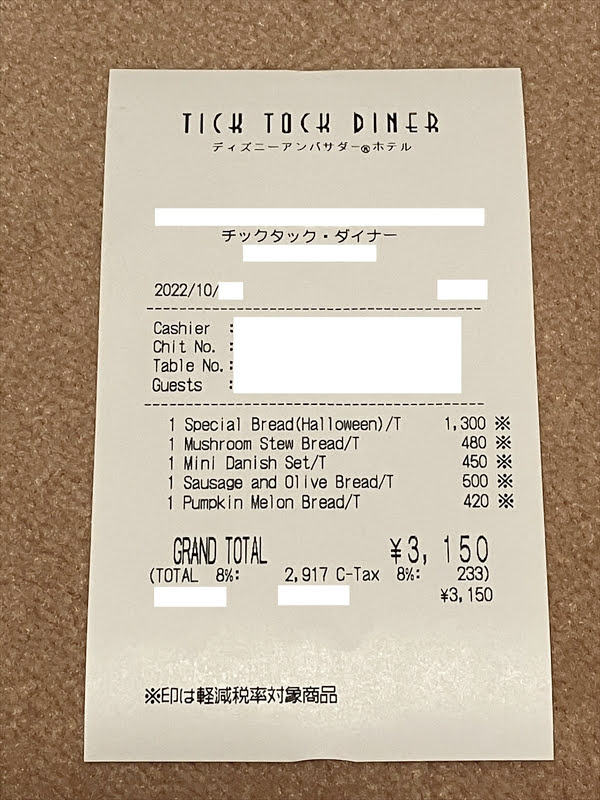 TICK TOCK DINER
ディズニーアンバサダー®ホテル
チックタック・ダイナー
2022/10/
Cashier :
Chit No. :
Table No.:
Guests :
1 Special Bread(Halloween)/T 1,300 ※
1 Mushroom Stew Bread/T 480 ※
1 Mini Danish Set/T 450 ※
1 Sausage and Olive Bread/T 500 ※
1 Pumpkin Melon Bread/T 420 ※
GRAND TOTAL ¥3,150
(TOTAL 8%: 2,917 C-Tax 8%: 233)
¥3,150
※印は軽減税率対象商品